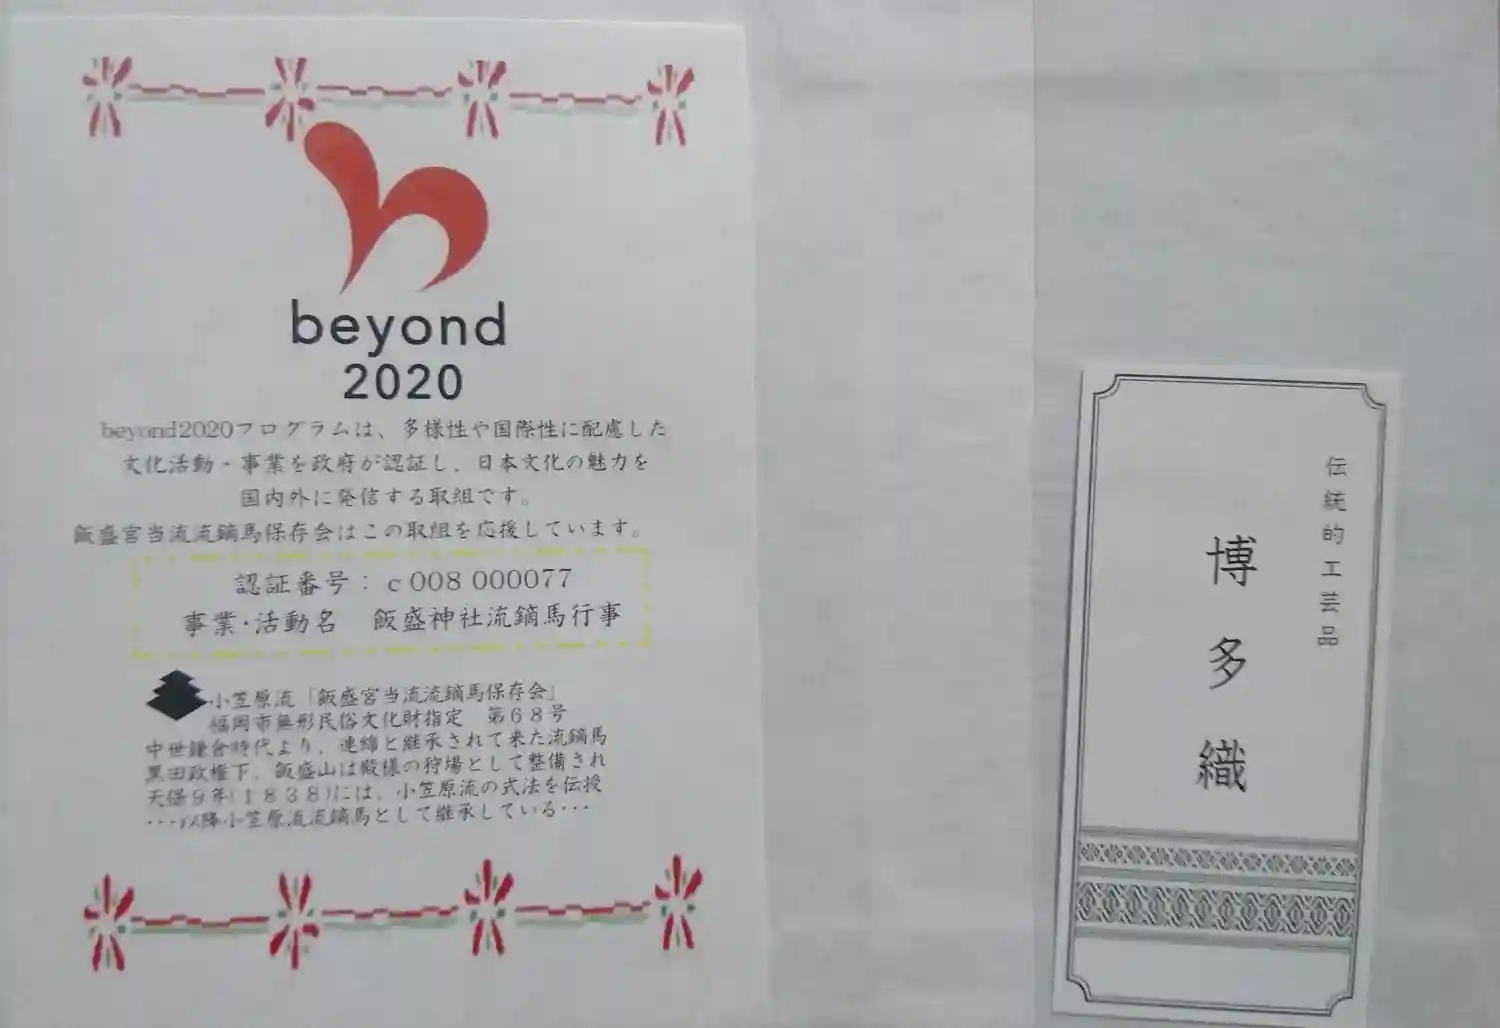 beyond
2020
beyond2020プログラムは、多様性や国際性に配慮した
文化活動・事業を政府が認証し、日本文化の魅力を
国内外に発信する取組です。
飯盛宮当流流鏑馬保存会はこの取組を応援しています。
認証番号： c 008 000077
事業・活動名　飯盛神社流鏑馬行事
小笠原流「飯盛宮当流流鏑馬保存会」
福岡市無形民俗文化財指定　第６８号
中世鎌倉時代より、連綿と継承されて来た流鏑馬
黒田政権下、飯盛山は殿様の狩場として整備され
天保９年(１８３８)には、小笠原流の式法を伝授
･･･以降小笠原流流鏑馬として継承している･･･
伝統的工芸品
博多織